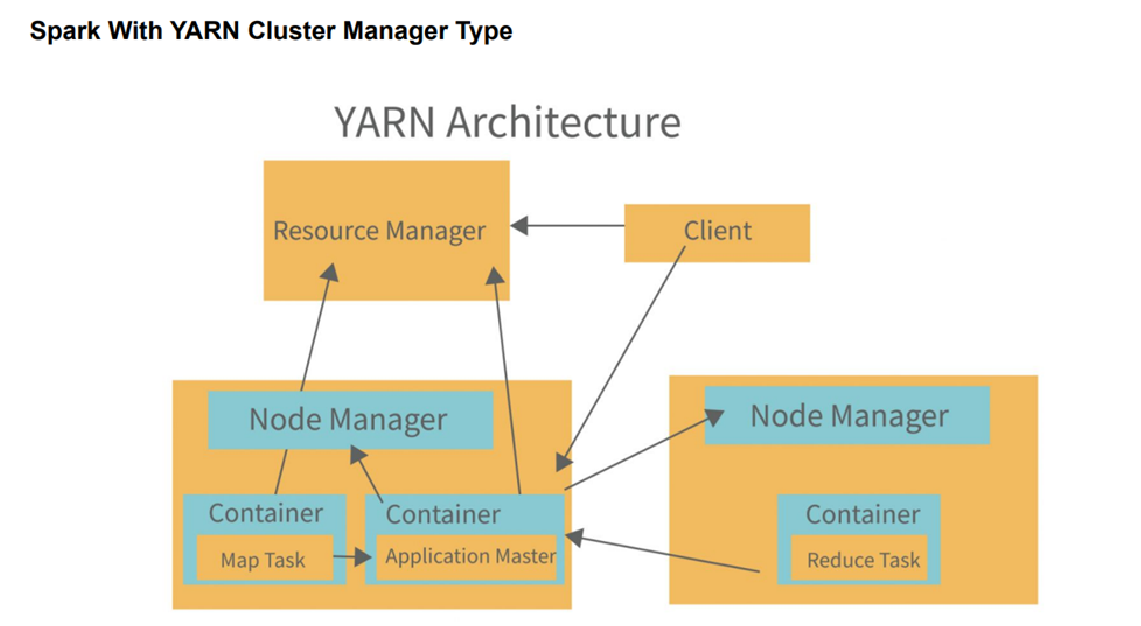 Spark With YARN Cluster Manager Type
YARN Architecture
Resource Manager
Client
Node Manager
Node Manager
Container
Container
Container
Map Task
Application Master
Reduce Task